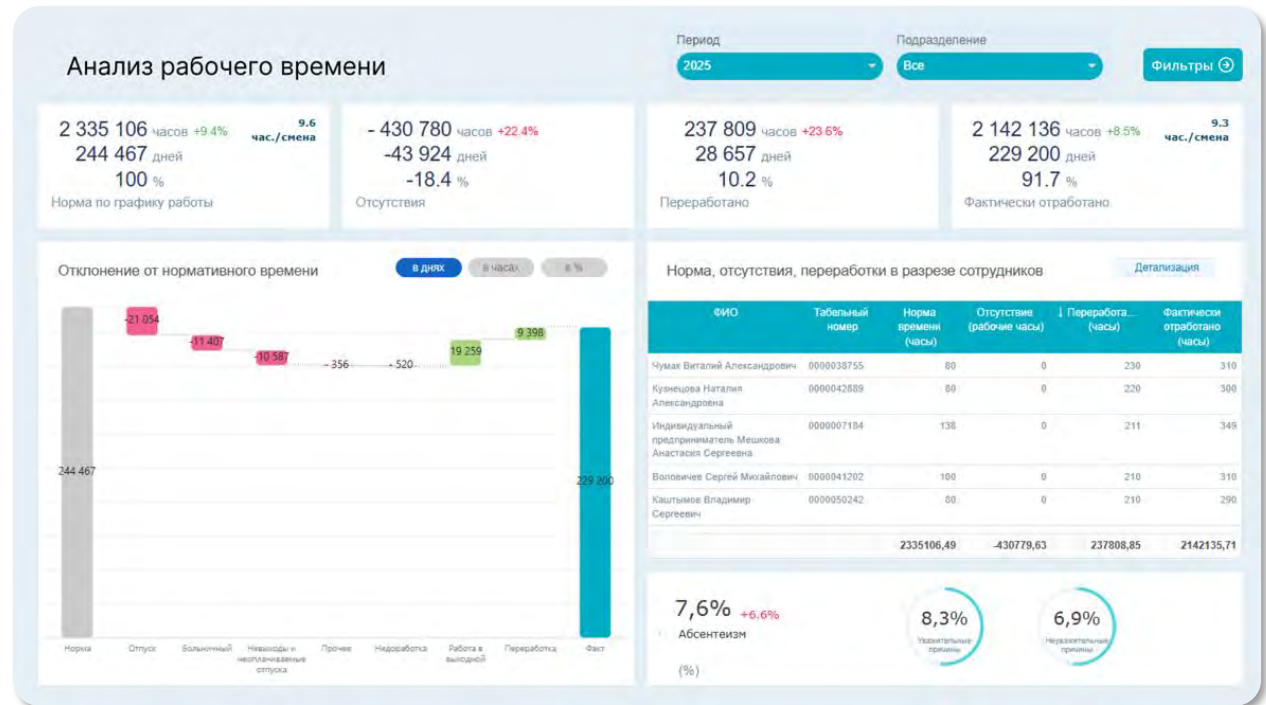 Анализ рабочего времени
Период
2025
Подразделение
Все
Фильтры
2 335 106 часов +9.4%
9.6
час./смена
244 467 дней
100 %
Норма по графику работы
- 430 780 часов +22.4%
-43 924 дней
-18.4 %
Отсутствия
237 809 часов +23.6%
28 657 дней
10.2 %
Переработано
2 142 136 часов +8.5%
9.3
час./смена
229 200 дней
91.7 %
Фактически отработано
Отклонение от нормативного времени
в днях
в часах
в %
-21 054
-11 407
-10 587
- 356
- 520
19 259
9 398
244 467
229 200
Норма
Отпуск
Больничный
Невыходы и
неоплачиваемые
отпуска
Прочее
Недоработка
Работа в
выходной
Переработка
Факт
Норма, отсутствия, переработки в разрезе сотрудников
Детализация
ФИО
Табельный
номер
Норма
времени
(часы)
Отсутствие
(рабочие часы)
↓ Переработа...
(часы)
Фактически
отработано
(часы)
Чумак Виталий Александрович 0000038755 80 0 230 310
Кузнецова Наталия 0000042889 80 0 220 300
Александровна
Индивидуальный 0000007184 138 0 211 349
предприниматель Мешкова
Анастасия Сергеевна
Воловичев Сергей Михайлович 0000041202 100 0 210 310
Каштымов Владимир 0000050242 80 0 210 290
Сергеевич
2335106,49 -430779,63 237808,85 2142135,71
7,6% +6.6%
Абсентеизм
(%)
8,3%
Уважительные
причины
6,9%
Неуважительные
причины